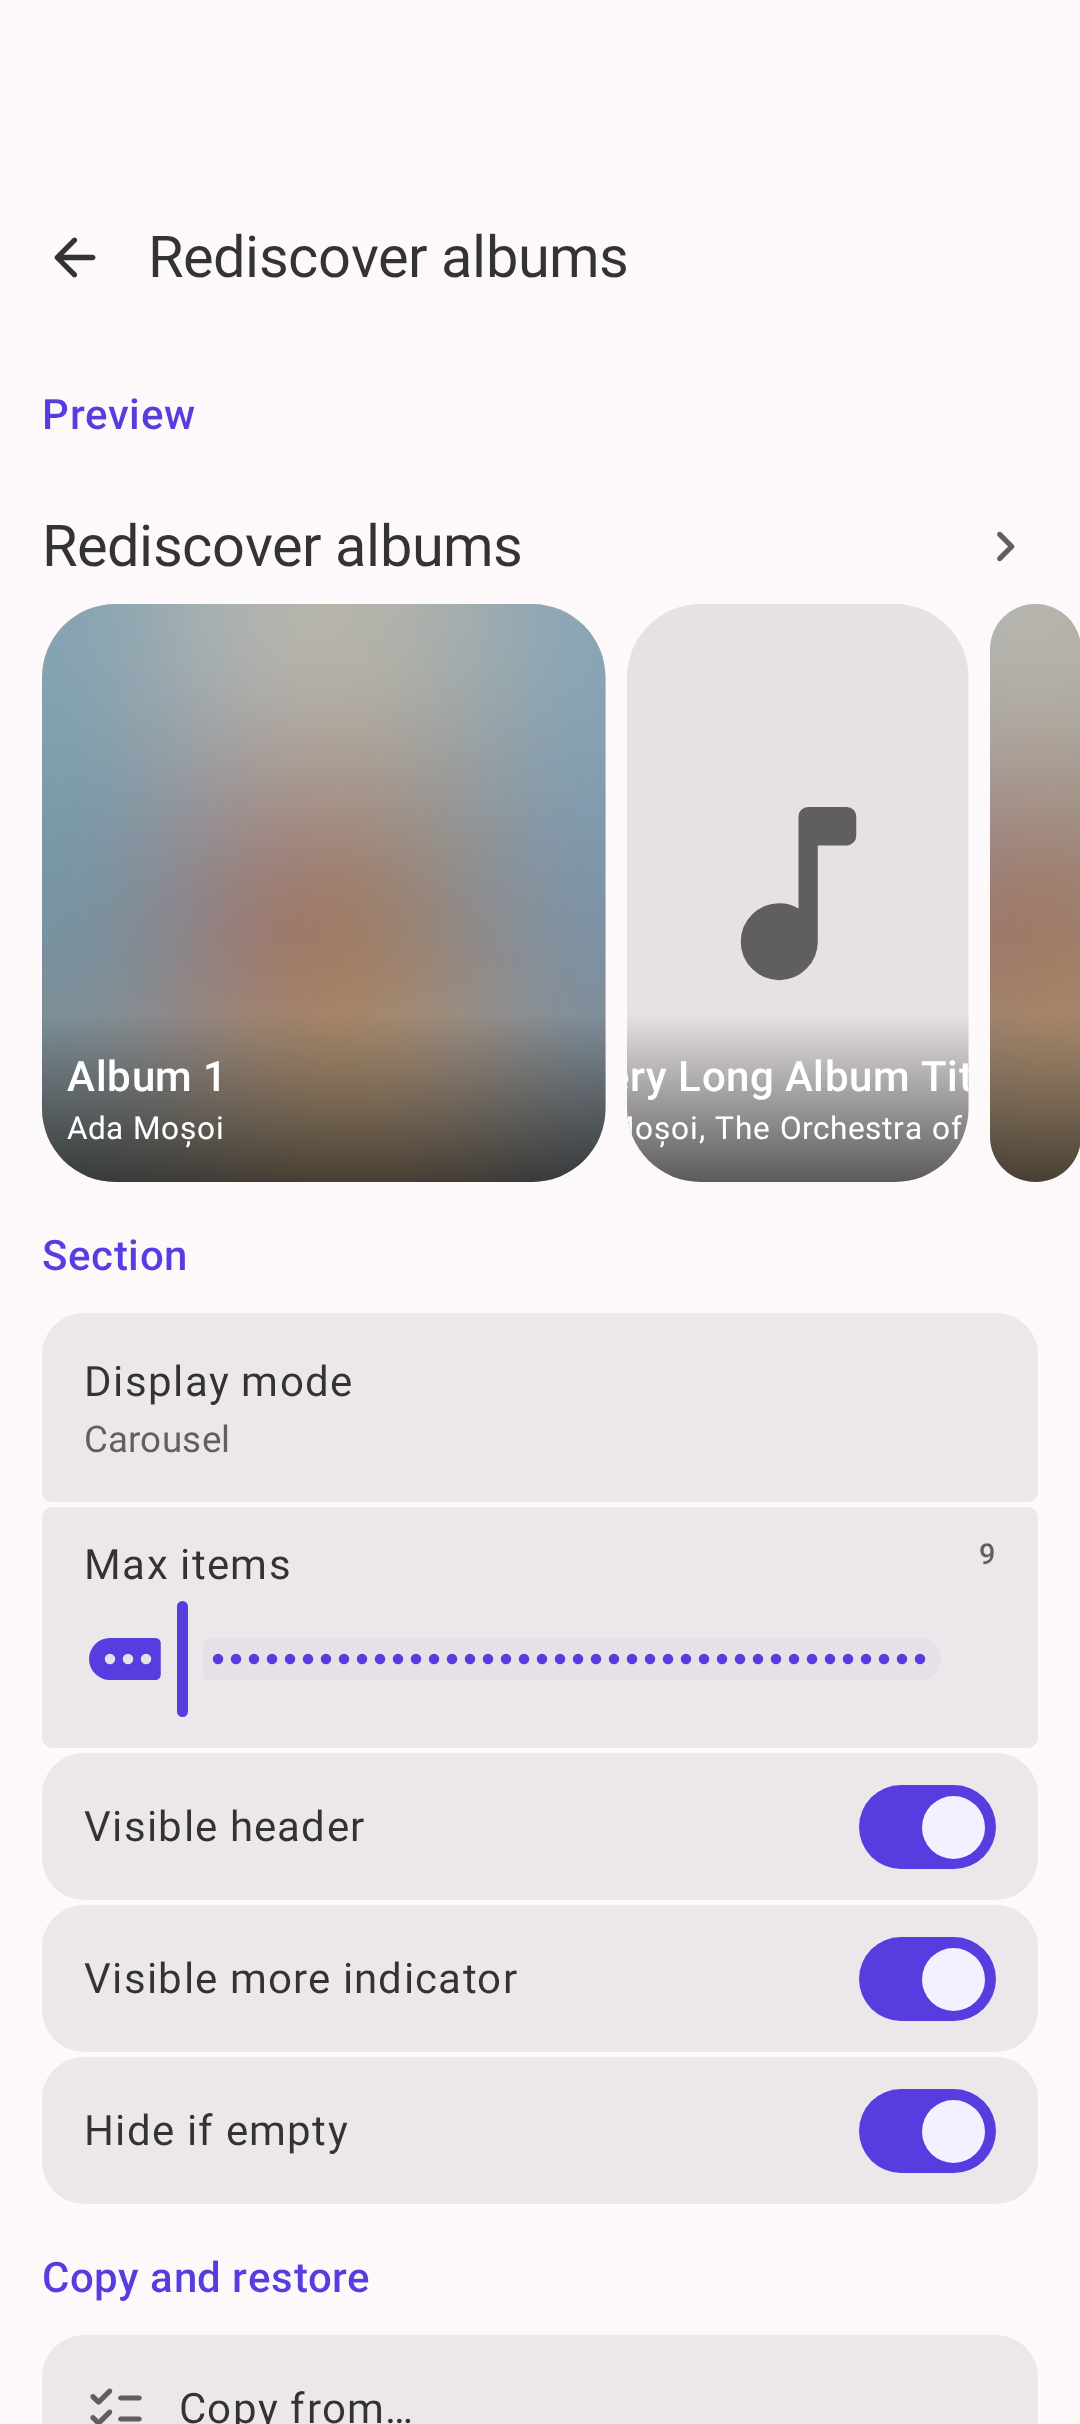 Rediscover albums
Preview
Rediscover albums
Album 1
Ada Moșoi
ery Long Album Tit
oșoi, The Orchestra of
Section
Display mode
Carousel
Max items
9
Visible header
Visible more indicator
Hide if empty
Copy and restore
Copy from…